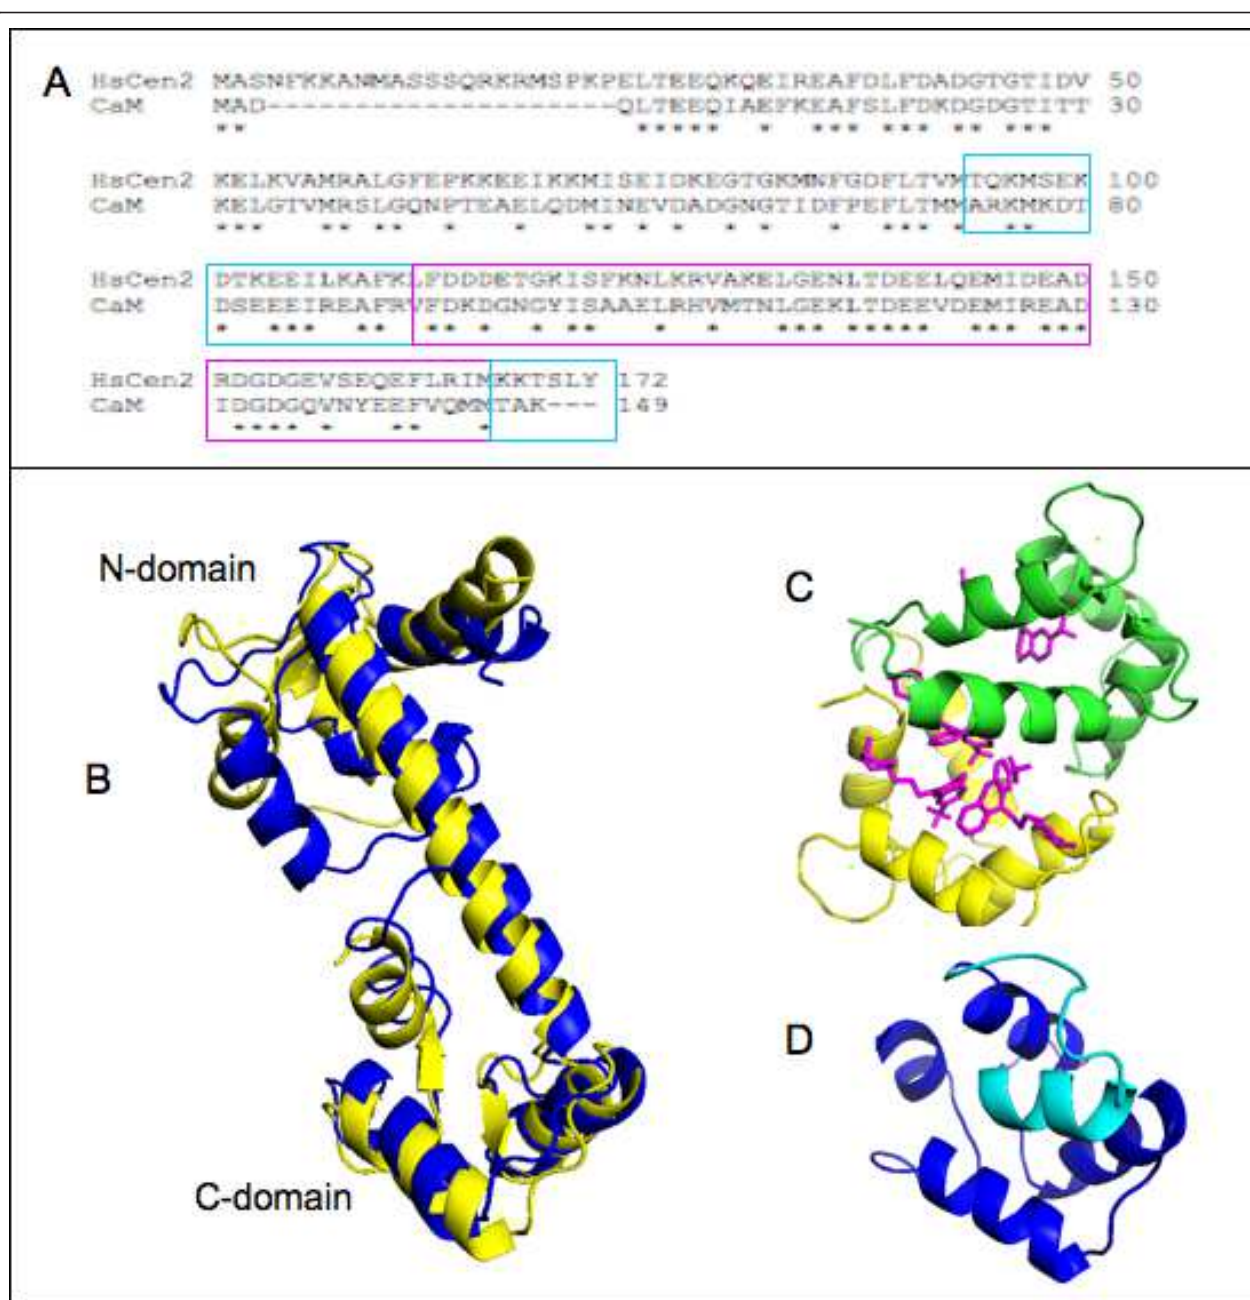 A
HsCen2 MASNFKKANMASSSQRKRMSPKPELTEEQKQEIREAFDLFDADGTGTIDV 50
CaM MAD--------------------QLTEEQIAEFKEAFSLFDKDGDGTITT 30
** ***** * *** *** ** ***
HsCen2 KELKVAMRALGFEPKKEEIKKMISEIDKEGTGKMNFGDFLTVMTQKMSEK 100
CaM KELGTVMRSLGQNPTEAELQDMINEVDADGNGTIDFPEFLTMMARKMKDT 80
*** ** ** * * ** * * * * * *** * **
HsCen2 DTKEEILKAFKLFDDDETGKISFKNLKRVAKELGENLTDEELQEMIDEAD 150
CaM DSEEEIREAFRVFDKDGNGYISAAELRHVMTNLGEKLTDEEVDEMIREAD 130
* *** ** ** * * ** * * *** ***** *** ***
HsCen2 RDGDGEVSEQEFLRIMKKTSLY 172
CaM IDGDGQVNYEEFVQMMTAK--- 149
**** * ** *
N-domain
C
B
D
C-domain